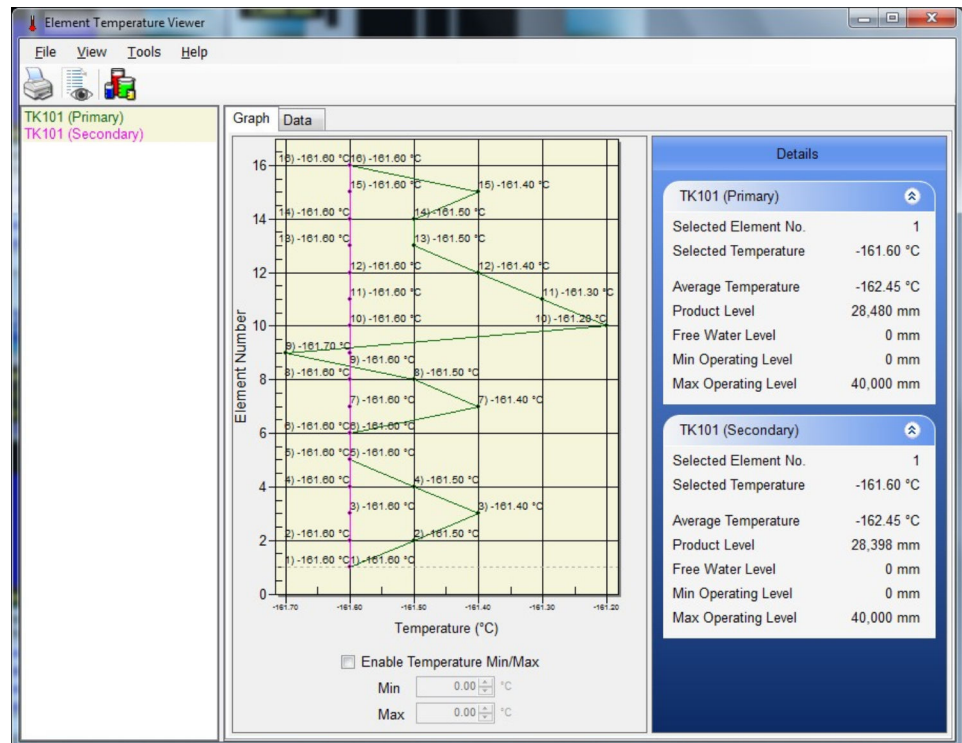 Element Temperature Viewer
File View Tools Help
TK101 (Primary)
TK101 (Secondary)
Graph Data
Element Number
16
14
12
10
8
6
4
2
0
16) -161.60 °C 16) -161.60 °C
15) -161.60 °C 15) -161.40 °C
14) -161.60 °C 14) -161.50 °C
13) -161.60 °C 13) -161.50 °C
12) -161.60 °C 12) -161.40 °C
11) -161.60 °C 11) -161.30 °C
10) -161.60 °C 10) -161.20 °C
9) -161.70 °C
9) -161.60 °C
8) -161.60 °C 8) -161.50 °C
7) -161.60 °C 7) -161.40 °C
6) -161.60 °C 6) -161.60 °C
5) -161.60 °C 5) -161.60 °C
4) -161.60 °C 4) -161.50 °C
3) -161.60 °C 3) -161.40 °C
2) -161.60 °C 2) -161.50 °C
1) -161.60 °C 1) -161.60 °C
-161.70 -161.60 -161.50 -161.40 -161.30 -161.20
Temperature (°C)
Enable Temperature Min/Max
Min 0.00 °C
Max 0.00 °C
Details
TK101 (Primary)
Selected Element No. 1
Selected Temperature -161.60 °C
Average Temperature -162.45 °C
Product Level 28,480 mm
Free Water Level 0 mm
Min Operating Level 0 mm
Max Operating Level 40,000 mm
TK101 (Secondary)
Selected Element No. 1
Selected Temperature -161.60 °C
Average Temperature -162.45 °C
Product Level 28,398 mm
Free Water Level 0 mm
Min Operating Level 0 mm
Max Operating Level 40,000 mm